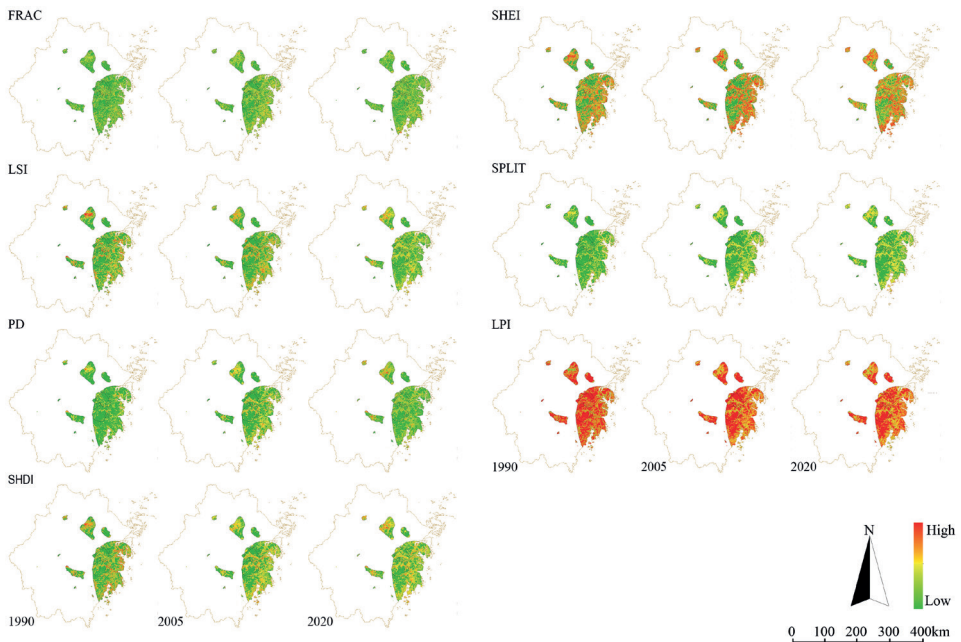 FRAC
SHEI
LSI
SPLIT
PD
LPI
1990
2005
2020
SHDI
1990
2005
2020
N
High
Low
0 100 200 300 400km